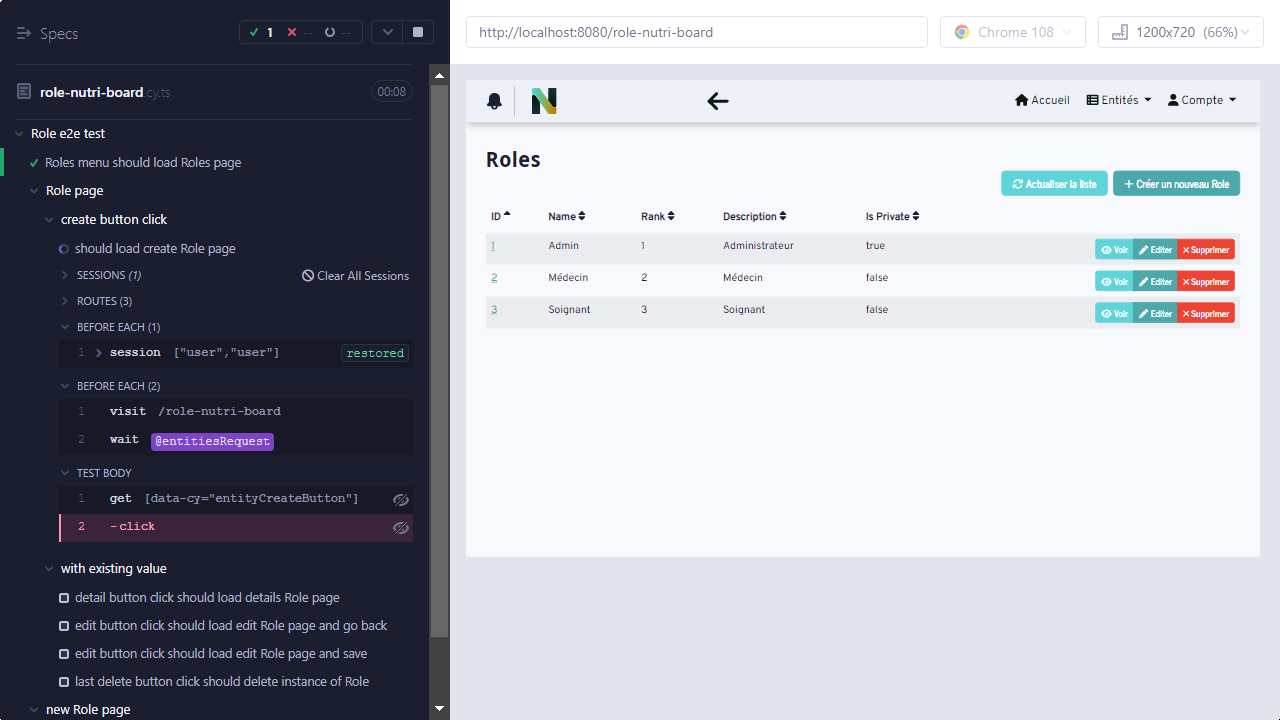 Specs
1 -- --
role-nutri-board.cy.ts 00:08
Role e2e test
Roles menu should load Roles page
Role page
create button click
should load create Role page
SESSIONS (1) Clear All Sessions
ROUTES (3)
BEFORE EACH (1)
1 session ["user","user"] restored
BEFORE EACH (2)
1 visit /role-nutri-board
2 wait @entitiesRequest
TEST BODY
1 get [data-cy="entityCreateButton"]
2 -click
with existing value
detail button click should load details Role page
edit button click should load edit Role page and go back
edit button click should load edit Role page and save
last delete button click should delete instance of Role
new Role page
http://localhost:8080/role-nutri-board Chrome 108 1200x720 (66%)
N Accueil Entités Compte
Roles
Actualiser la liste + Créer un nouveau Role
ID Name Rank Description Is Private
1 Admin 1 Administrateur true Voir Editer Supprimer
2 Médecin 2 Médecin false Voir Editer Supprimer
3 Soignant 3 Soignant false Voir Editer Supprimer